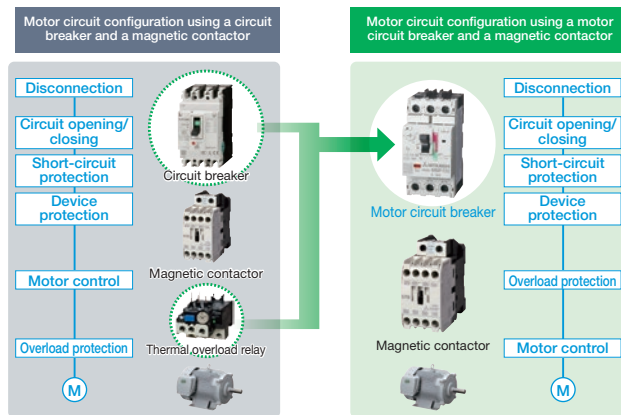 Motor circuit configuration using a circuit
breaker and a magnetic contactor
Disconnection
Circuit opening/
closing
Short-circuit
protection
Device
protection
Motor control
Overload protection
M
Circuit breaker
Magnetic contactor
Thermal overload relay
Motor circuit configuration using a motor
circuit breaker and a magnetic contactor
Motor circuit breaker
Magnetic contactor
Disconnection
Circuit opening/
closing
Short-circuit
protection
Device
protection
Overload protection
Motor control
M